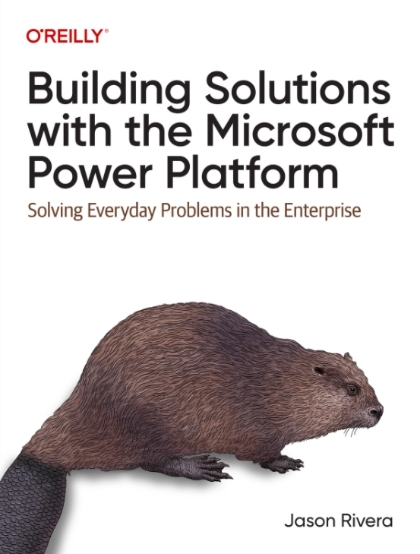 O'REILLY®
Building Solutions
with the Microsoft
Power Platform
Solving Everyday Problems in the Enterprise
Jason Rivera